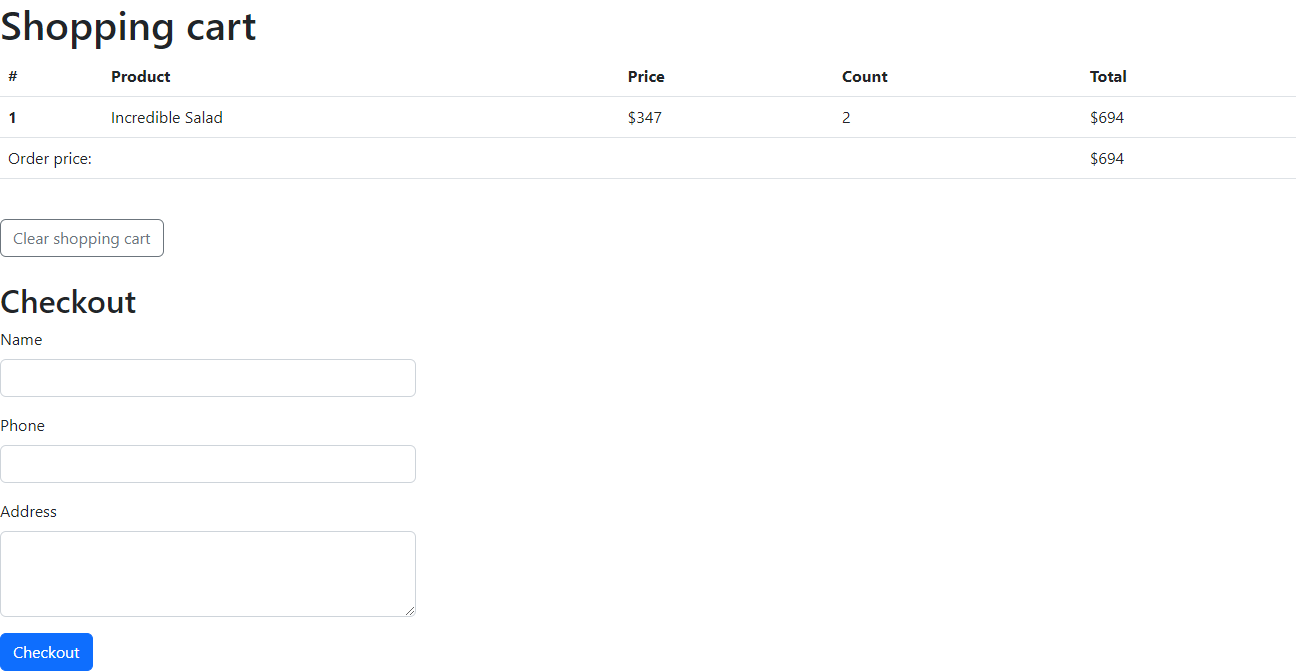 Shopping cart
# Product Price Count Total
1 Incredible Salad $347 2 $694
Order price: $694
Clear shopping cart
Checkout
Name
Phone
Address
Checkout